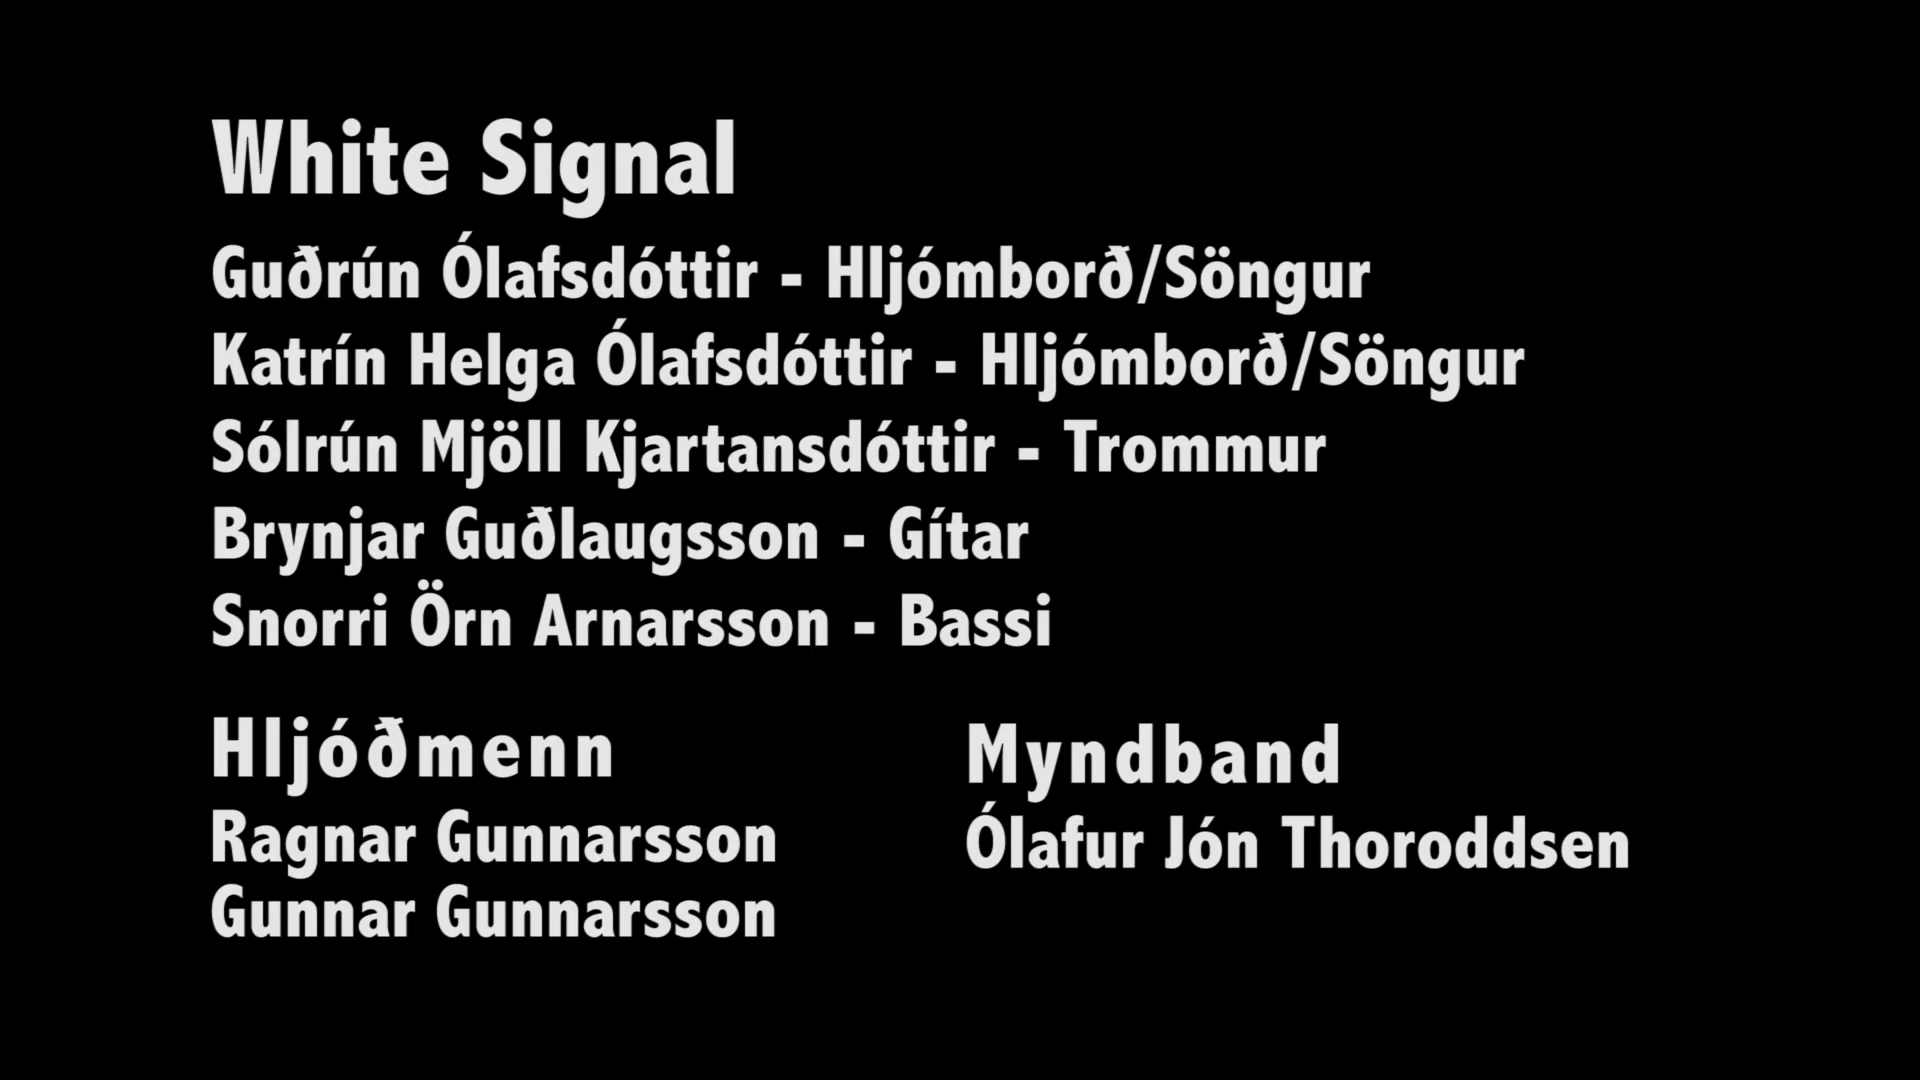 White Signal
Guðrún Ólafsdóttir - Hljómborð/Söngur
Katrín Helga Ólafsdóttir - Hljómborð/Söngur
Sólrún Mjöll Kjartansdóttir - Trommur
Brynjar Guðlaugsson - Gítar
Snorri Örn Arnarsson - Bassi
Hljóðmenn
Ragnar Gunnarsson
Gunnar Gunnarsson
Myndband
Ólafur Jón Thoroddsen